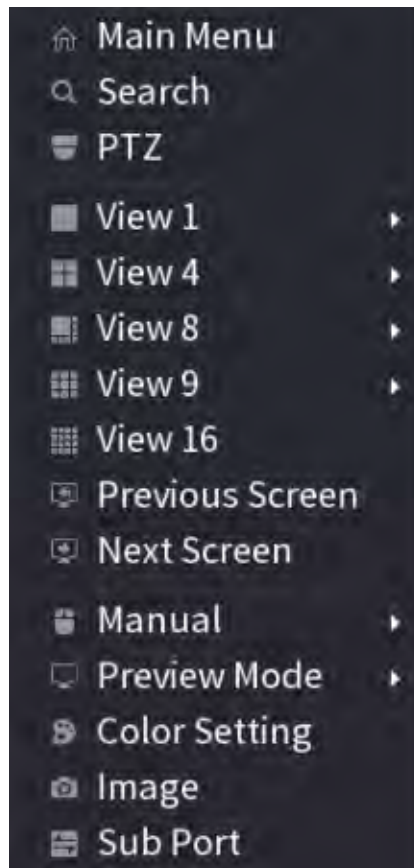 Main Menu
Search
PTZ
View 1
View 4
View 8
View 9
View 16
Previous Screen
Next Screen
Manual
Preview Mode
Color Setting
Image
Sub Port